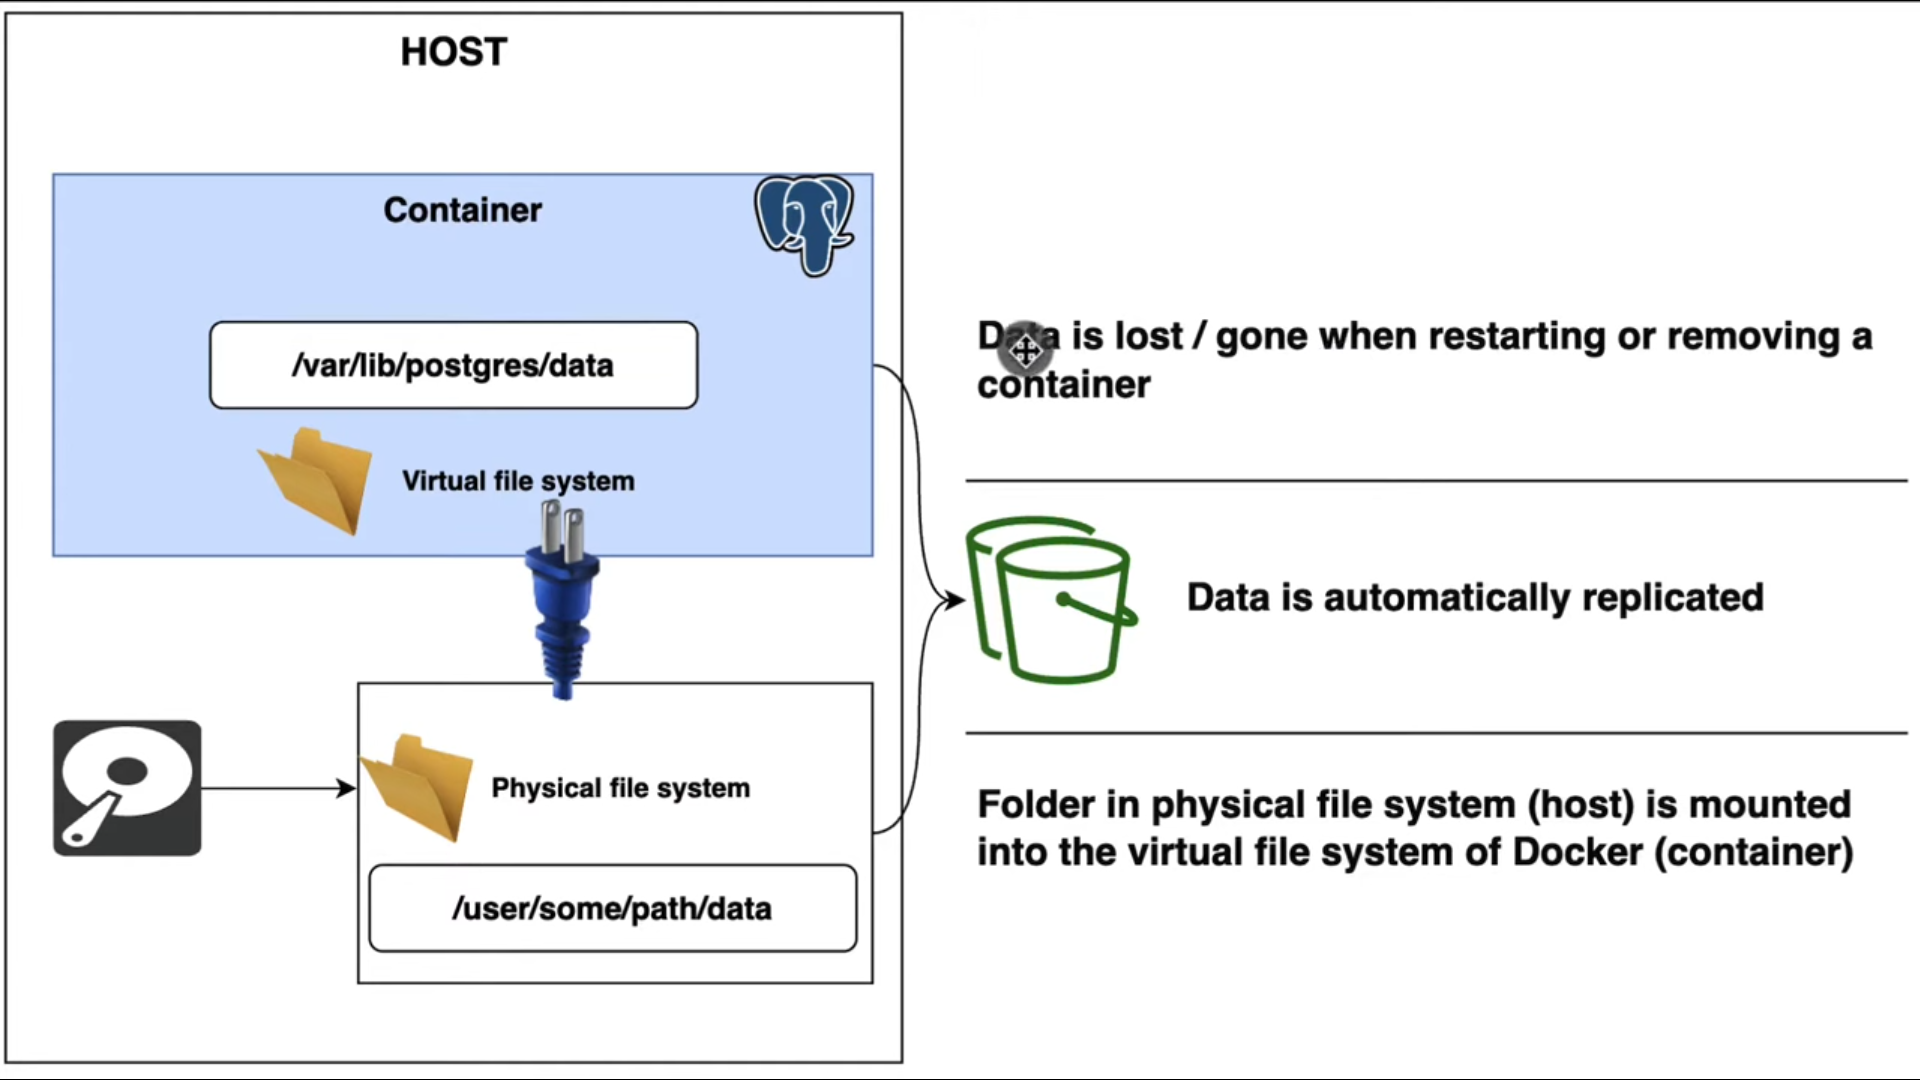 HOST
Container
/var/lib/postgres/data
Virtual file system
Physical file system
/user/some/path/data
Data is lost / gone when restarting or removing a
container
Data is automatically replicated
Folder in physical file system (host) is mounted
into the virtual file system of Docker (container)